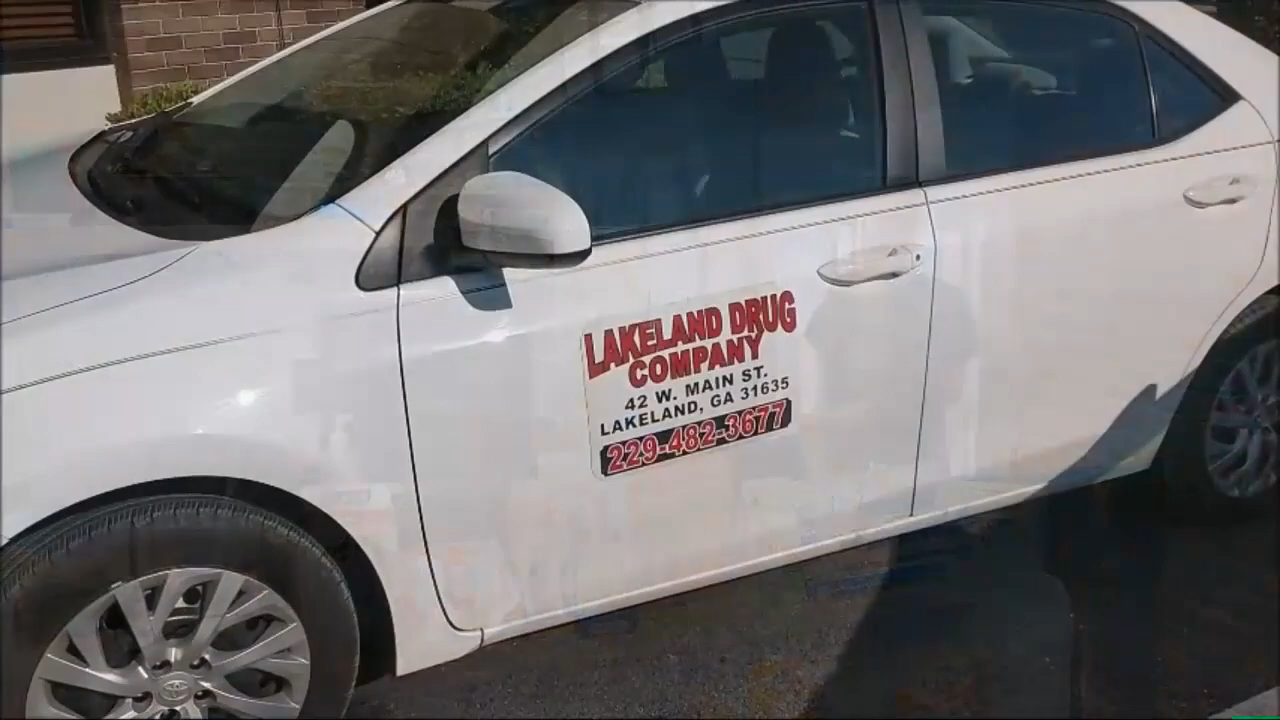 LAKELAND DRUG
COMPANY
42 W. MAIN ST.
LAKELAND, GA 31635
229-482-3677